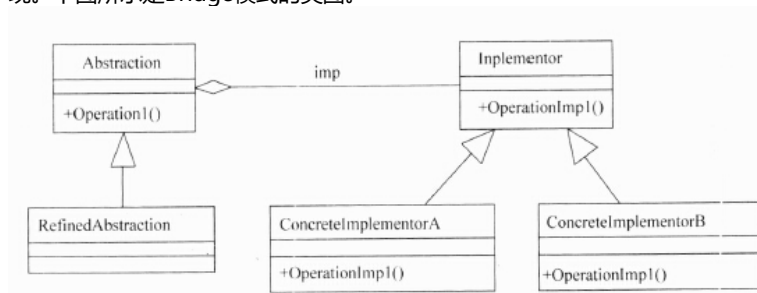 现。下图所示是Bridge模式的类图。
Abstraction
+Operation1()
imp
Inplementor
+OperationImp1()
RefinedAbstraction
ConcreteImplementorA
+OperationImp1()
ConcreteImplementorB
+OperationImp1()